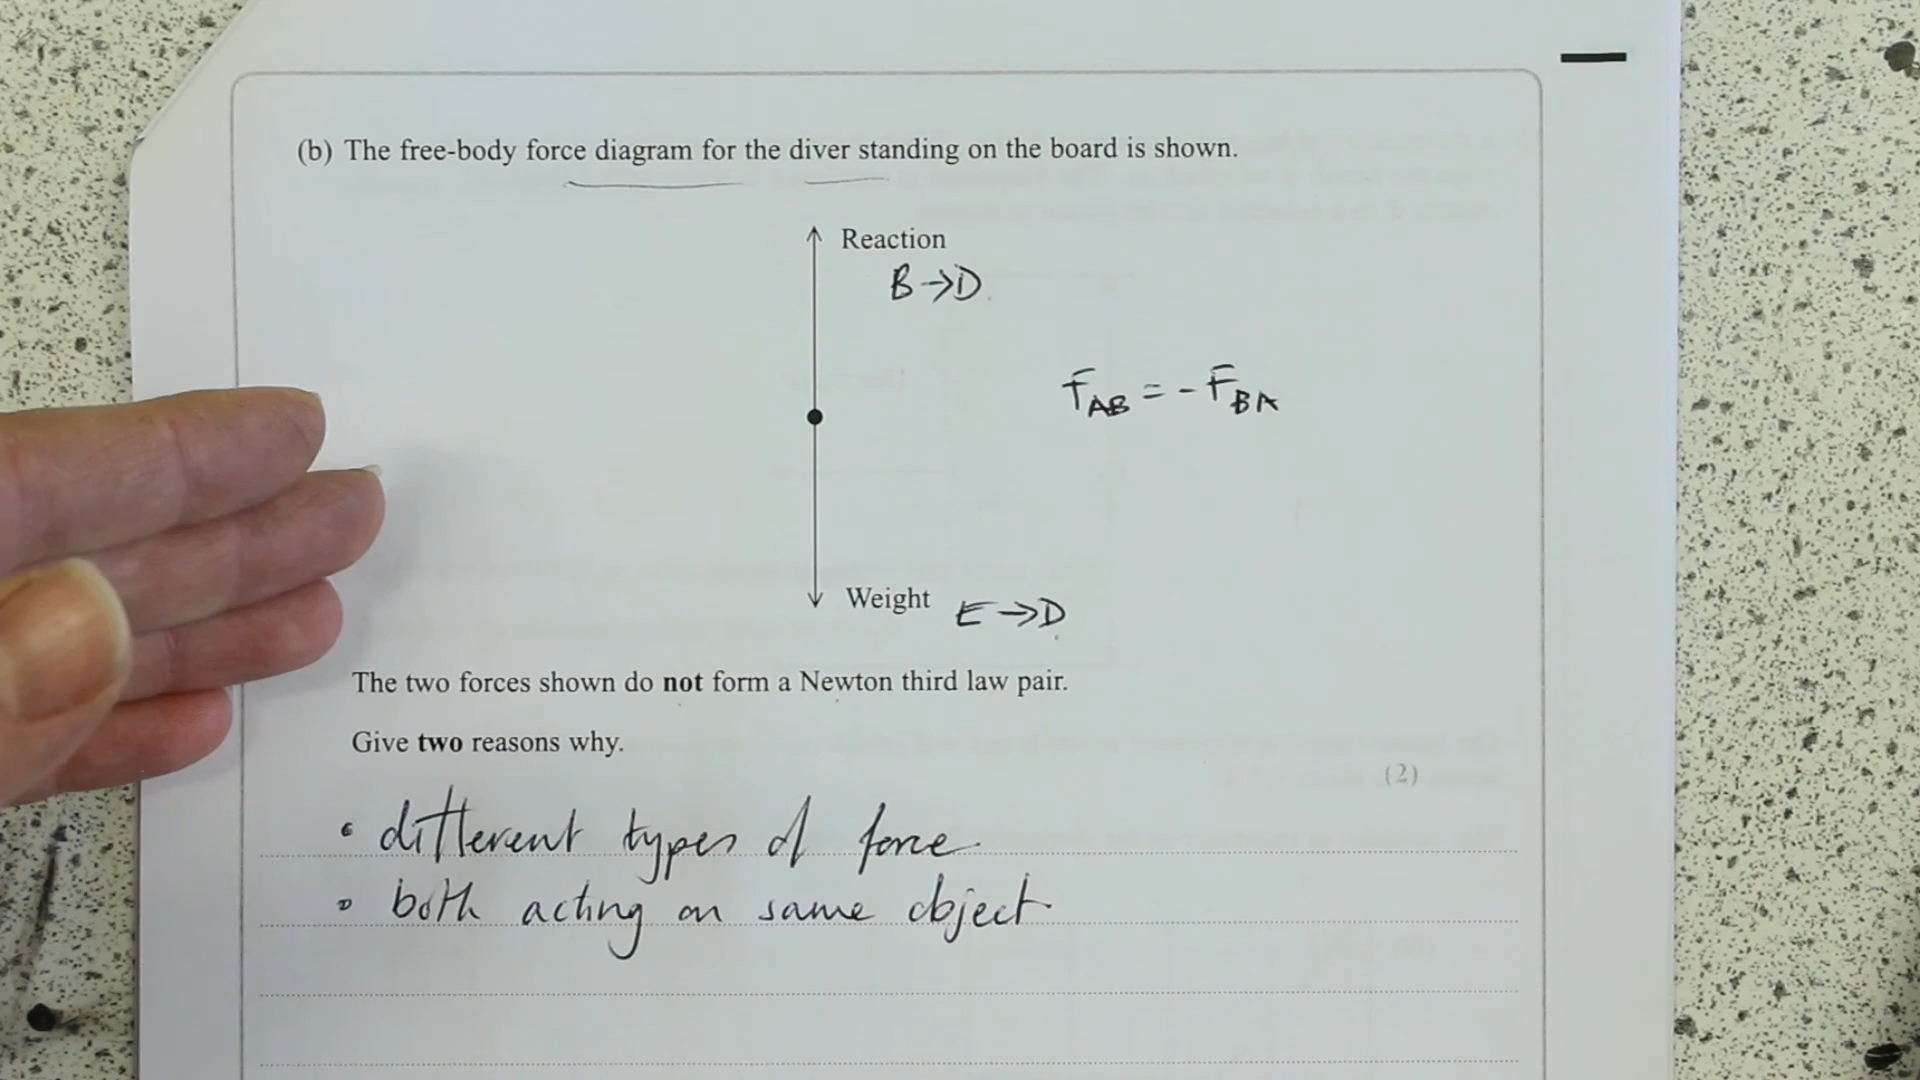 (b) The free-body force diagram for the diver standing on the board is shown.
Reaction
B→D
F_AB = -F_BA
Weight E→D
The two forces shown do not form a Newton third law pair.
Give two reasons why.
(2)
• different types of force
• both acting on same object.